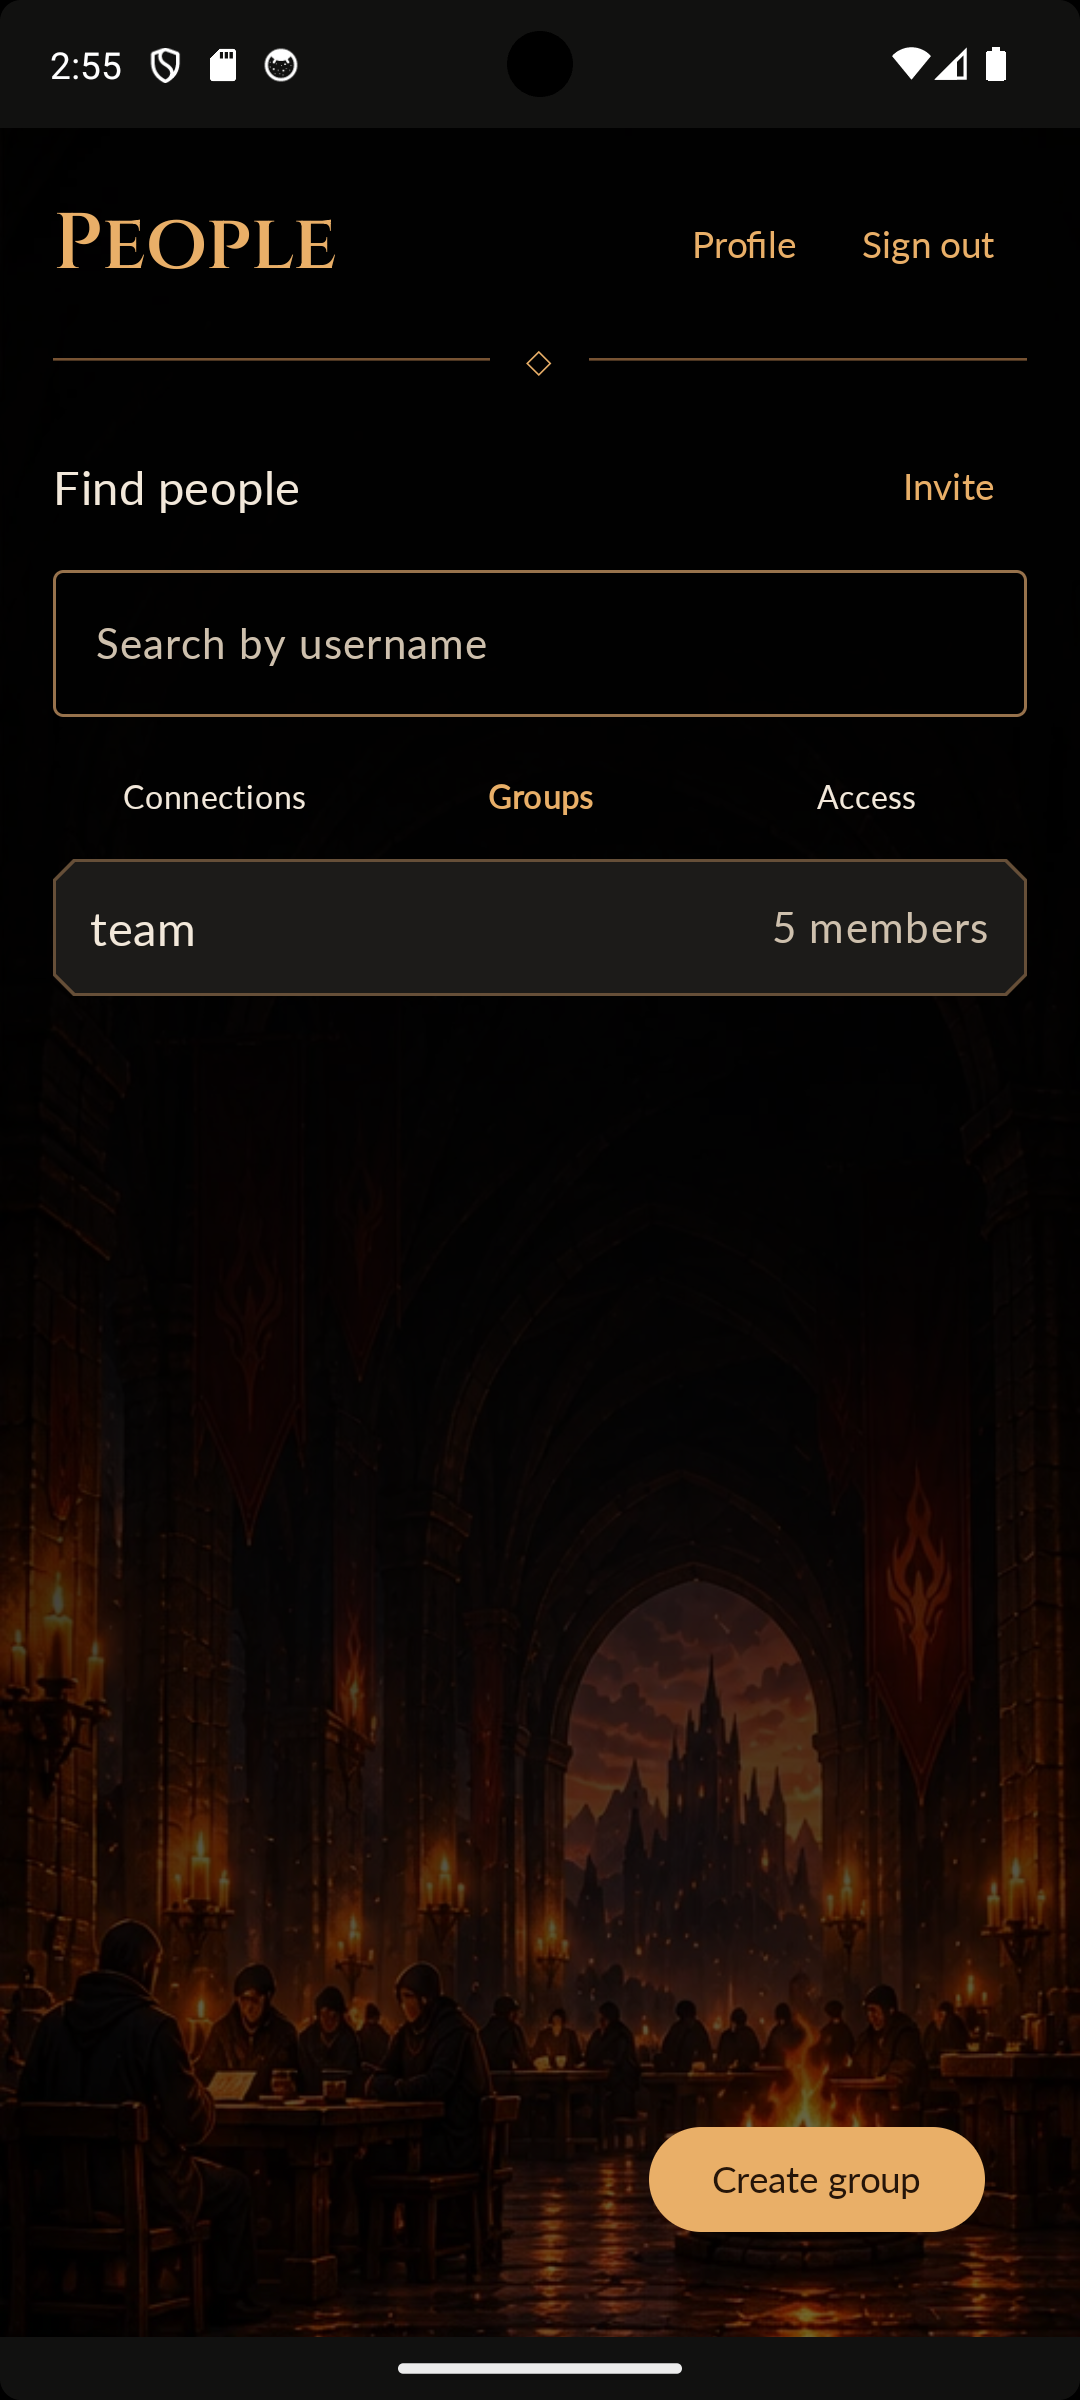 2:55
People
Profile
Sign out
Find people
Invite
Search by username
Connections
Groups
Access
team
5 members
Create group